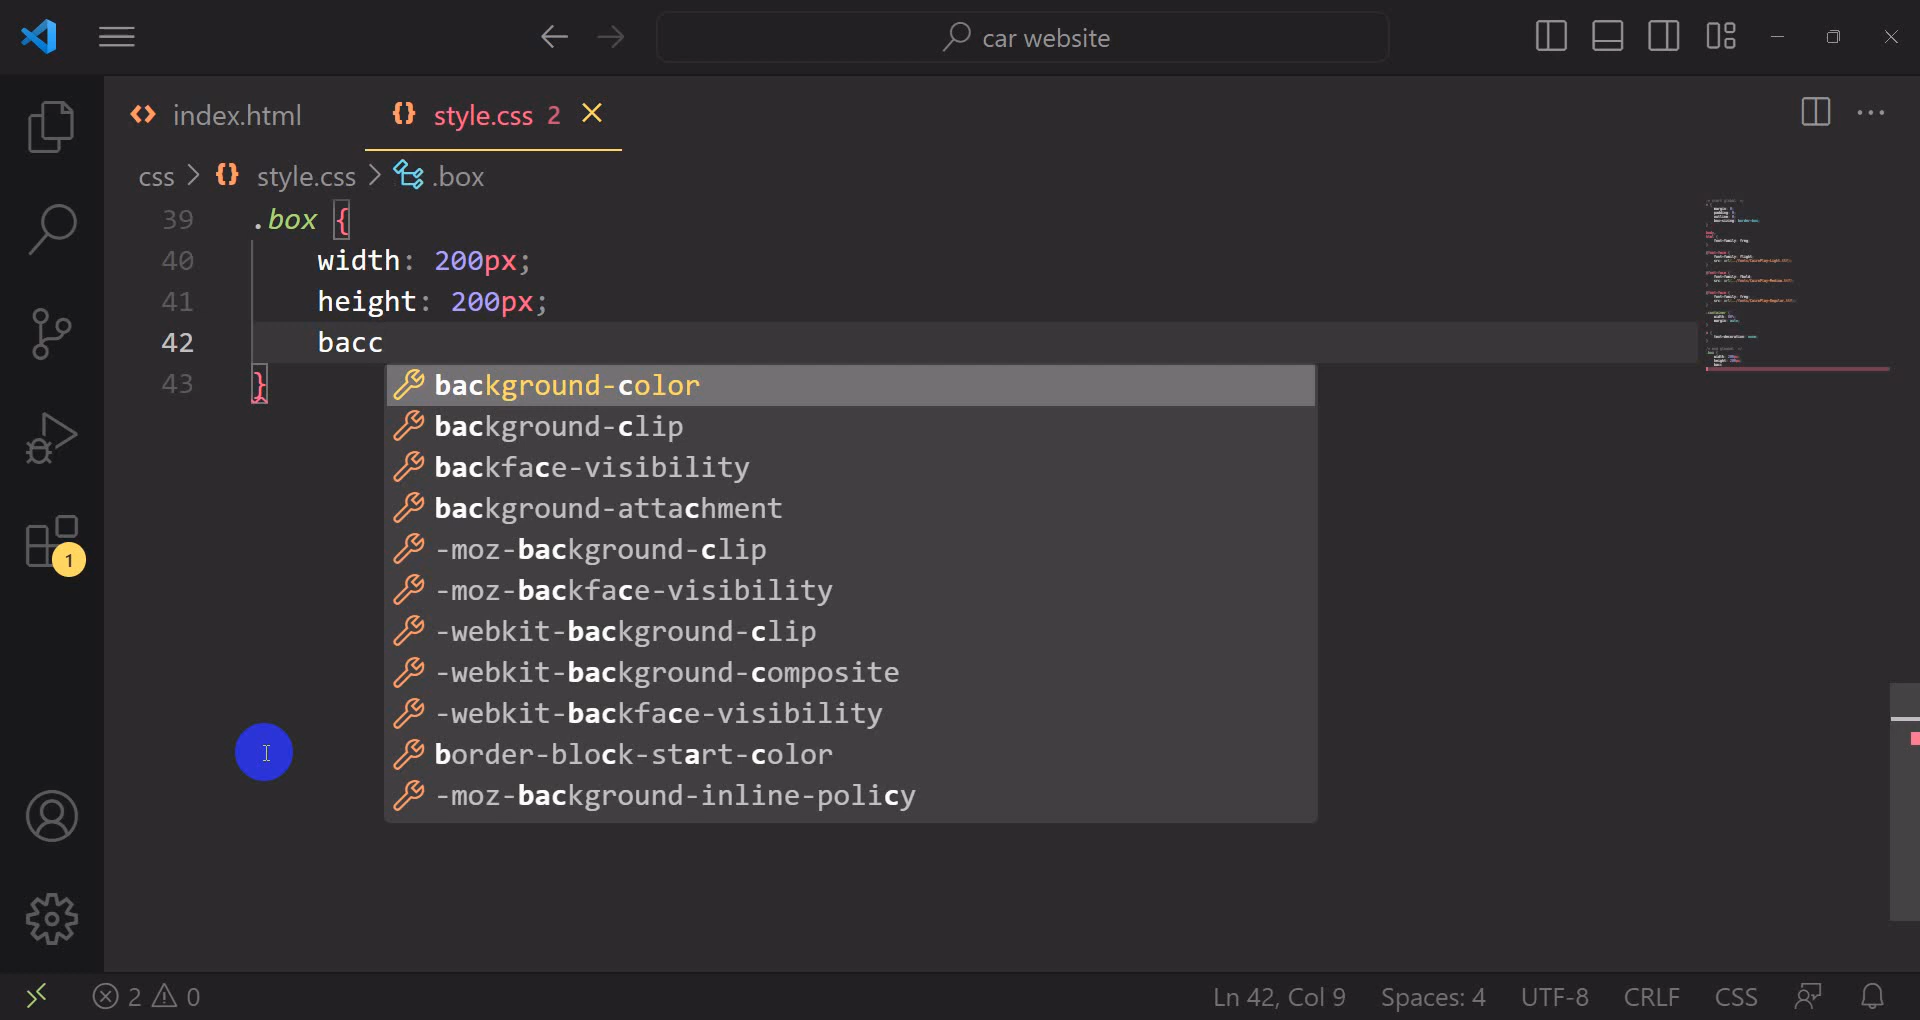 car website
index.html
style.css 2
css > {} style.css > .box
39 .box {
40 width: 200px;
41 height: 200px;
42 bacc
43 }
background-color
background-clip
backface-visibility
background-attachment
-moz-background-clip
-moz-backface-visibility
-webkit-background-clip
-webkit-background-composite
-webkit-backface-visibility
border-block-start-color
-moz-background-inline-policy
1
2 0 Ln 42, Col 9 Spaces: 4 UTF-8 CRLF CSS